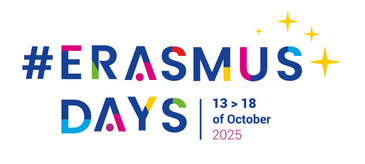 #ERASMUS
DAYS
13 > 18
of October
2025